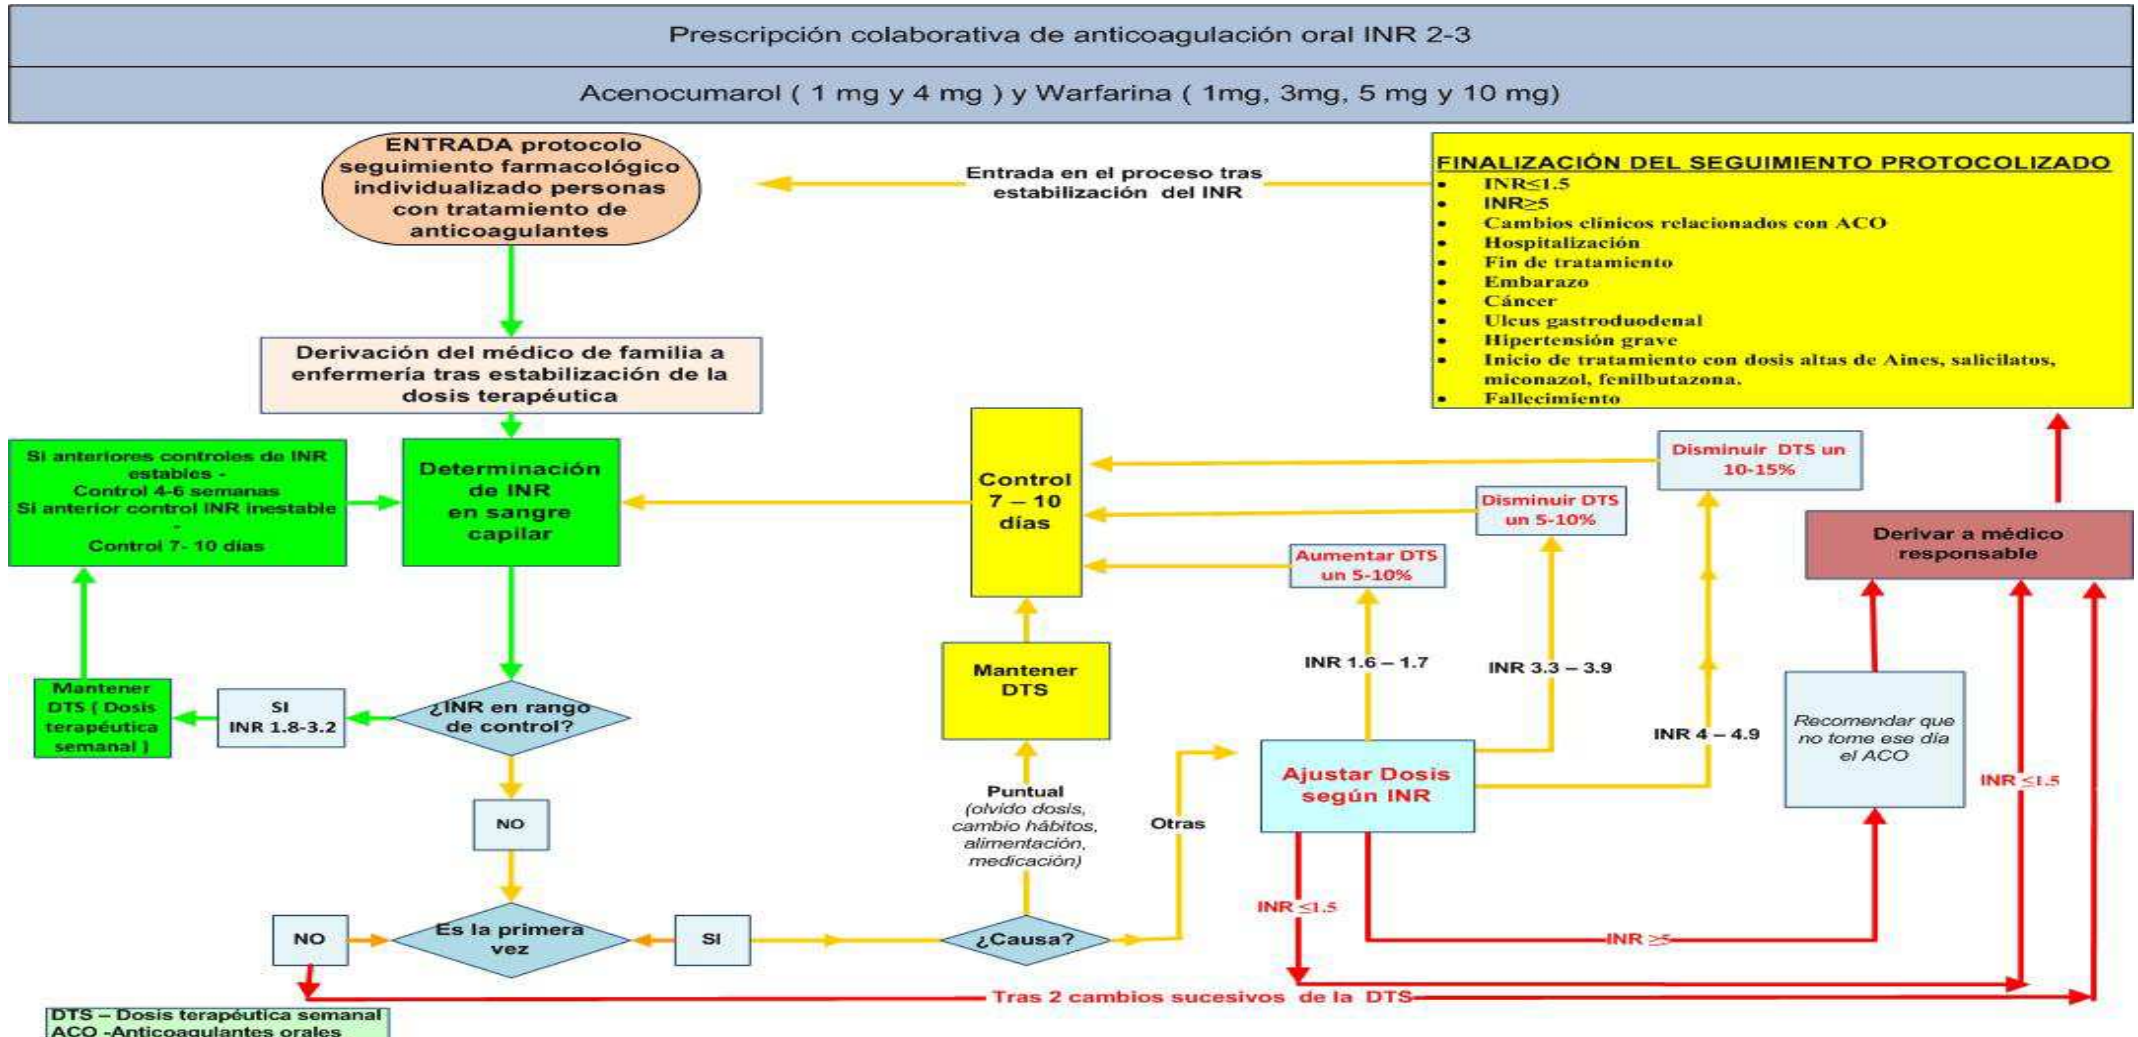 Prescripción colaborativa de anticoagulación oral INR 2-3
Acenocumarol ( 1 mg y 4 mg ) y Warfarina ( 1mg, 3mg, 5 mg y 10 mg)
ENTRADA protocolo
seguimiento farmacológico
individualizado personas
con tratamiento de
anticoagulantes
Entrada en el proceso tras
estabilización del INR
FINALIZACIÓN DEL SEGUIMIENTO PROTOCOLIZADO
• INR≤1.5
• INR≥5
• Cambios clínicos relacionados con ACO
• Hospitalización
• Fin de tratamiento
• Embarazo
• Cáncer
• Ulcus gastroduodenal
• Hipertensión grave
• Inicio de tratamiento con dosis altas de Aines, salicilatos,
miconazol, fenilbutazona.
• Fallecimiento
Derivación del médico de familia a
enfermería tras estabilización de la
dosis terapéutica
Si anteriores controles de INR
estables -
Control 4-6 semanas
Si anterior control INR inestable
-
Control 7- 10 días
Determinación
de INR
en sangre
capilar
Control
7 – 10
días
Disminuir DTS un
10-15%
Disminuir DTS
un 5-10%
Aumentar DTS
un 5-10%
Derivar a médico
responsable
Mantener
DTS ( Dosis
terapéutica
semanal )
SI
INR 1.8-3.2
¿INR en rango
de control?
Mantener
DTS
INR 1.6 – 1.7
INR 3.3 – 3.9
INR 4 – 4.9
Recomendar que
no tome ese día
el ACO
INR ≤1.5
Ajustar Dosis
según INR
Puntual
(olvido dosis,
cambio hábitos,
alimentación,
medicación)
Otras
NO
INR ≤1.5
INR ≥5
NO
Es la primera
vez
SI
¿Causa?
Tras 2 cambios sucesivos de la DTS
DTS – Dosis terapéutica semanal
ACO -Anticoagulantes orales